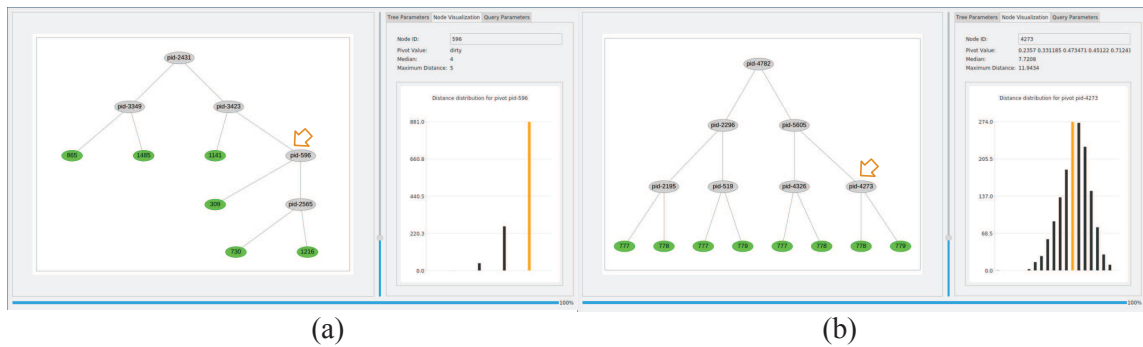 Tree Parameters Node Visualization Query Parameters
Node ID: 596
Pivot Value: dirty
Median: 4
Maximum Distance: 5
Distance distribution for pivot pid-596
881.0
660.8
440.5
220.3
0.0
pid-2431
pid-3349 pid-3423
865 1485 1141 pid-596
309 pid-2565
730 1216
100%
(a)
Tree Parameters Node Visualization Query Parameters
Node ID: 4273
Pivot Value: 0.2357 0.331185 0.473471 0.45122 0.71241
Median: 7.7208
Maximum Distance: 11.9434
Distance distribution for pivot pid-4273
274.0
205.5
137.0
68.5
0.0
pid-4782
pid-2296 pid-5605
pid-2195 pid-519 pid-4326 pid-4273
777 778 777 779 777 778 778 779
100%
(b)